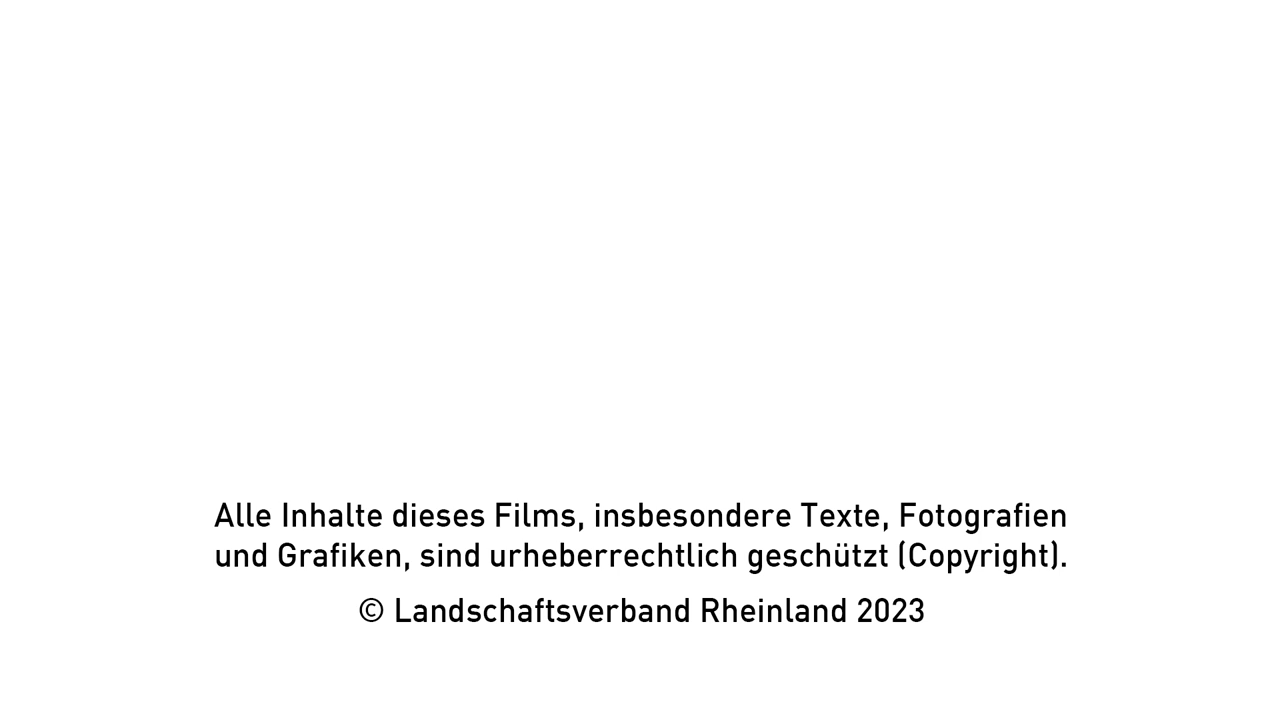 Alle Inhalte dieses Films, insbesondere Texte, Fotografien
und Grafiken, sind urheberrechtlich geschützt (Copyright).
© Landschaftsverband Rheinland 2023